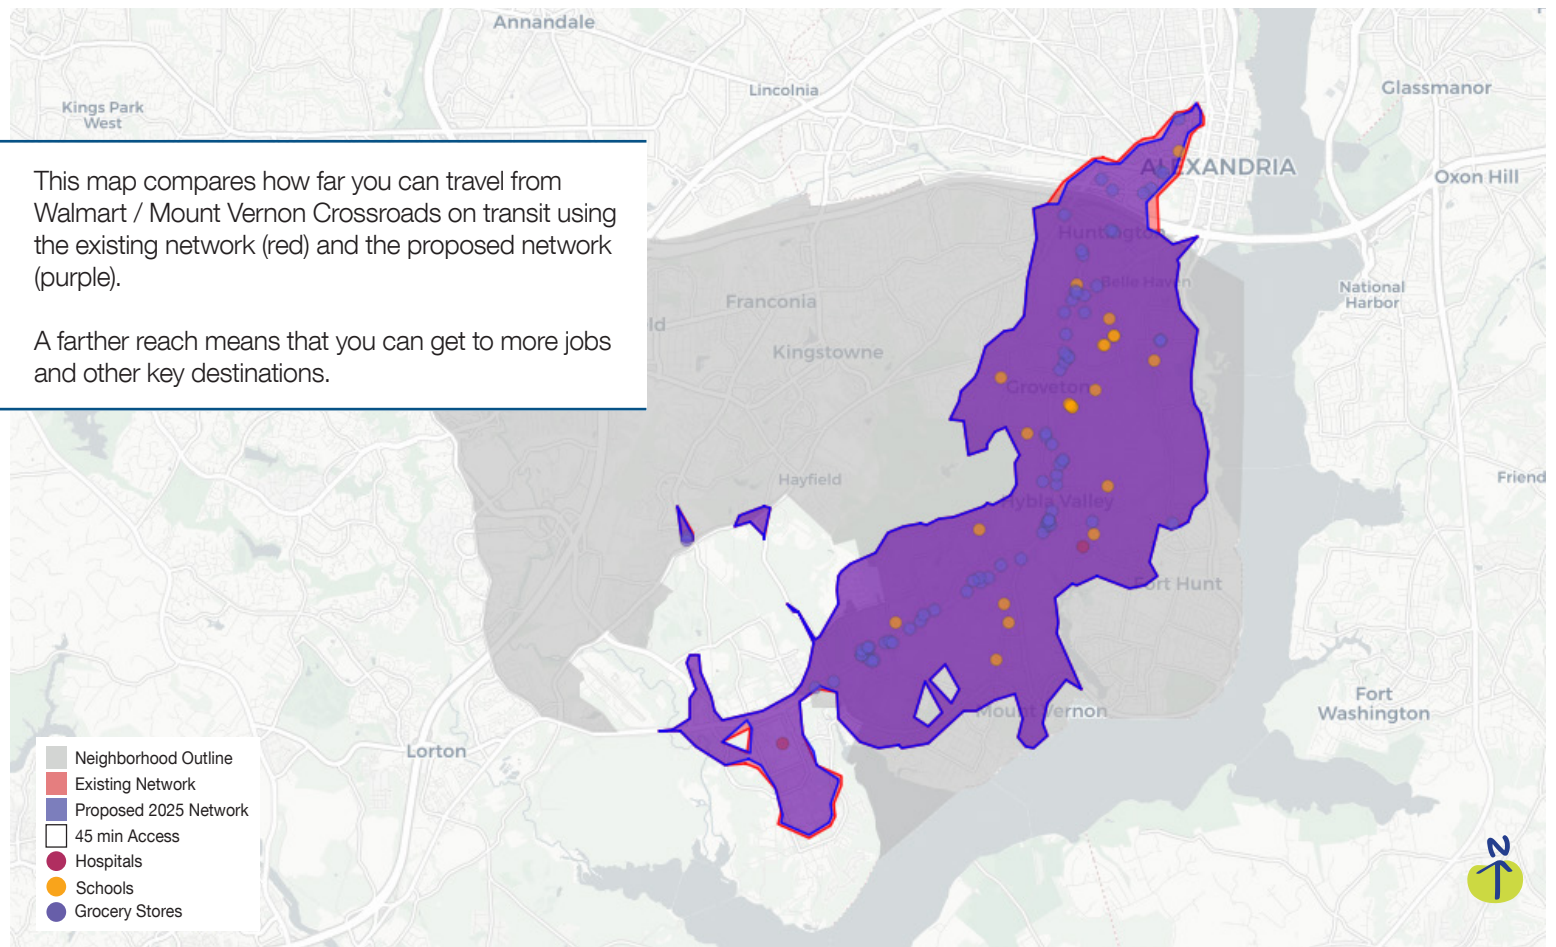 Annandale
Lincolnia
Kings Park
West
Glassmanor
ALEXANDRIA
Oxon Hill
This map compares how far you can travel from
Walmart / Mount Vernon Crossroads on transit using
the existing network (red) and the proposed network
(purple).
A farther reach means that you can get to more jobs
and other key destinations.
Huntington
Belle Haven
National
Harbor
Franconia
ld
Kingstowne
Groveton
Hayfield
Friend
Hybla Valley
Fort Hunt
Mount Vernon
Fort
Washington
Lorton
Neighborhood Outline
Existing Network
Proposed 2025 Network
45 min Access
Hospitals
Schools
Grocery Stores
N